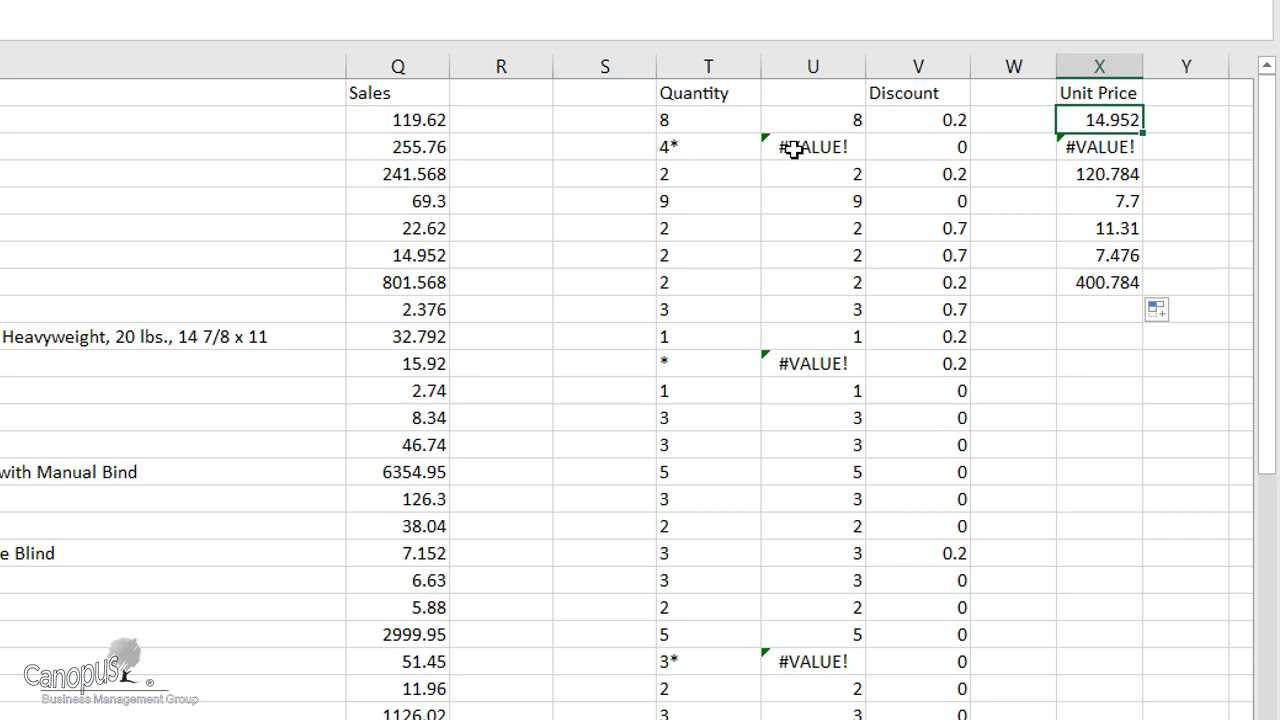 Q R S T U V W X Y
Sales Quantity Discount Unit Price
119.62 8 8 0.2 14.952
255.76 4* #VALUE! 0 #VALUE!
241.568 2 2 0.2 120.784
69.3 9 9 0 7.7
22.62 2 2 0.7 11.31
14.952 2 2 0.7 7.476
801.568 2 2 0.2 400.784
2.376 3 3 0.7
Heavyweight, 20 lbs., 14 7/8 x 11 32.792 1 1 0.2
15.92 * #VALUE! 0.2
2.74 1 1 0
8.34 3 3 0
46.74 3 3 0
with Manual Bind 6354.95 5 5 0
126.3 3 3 0
38.04 2 2 0
e Blind 7.152 3 3 0.2
6.63 3 3 0
5.88 2 2 0
2999.95 5 5 0
51.45 3* #VALUE! 0
11.96 2 2 0
1126.02 3 3 0
Canopus ®
Business Management Group